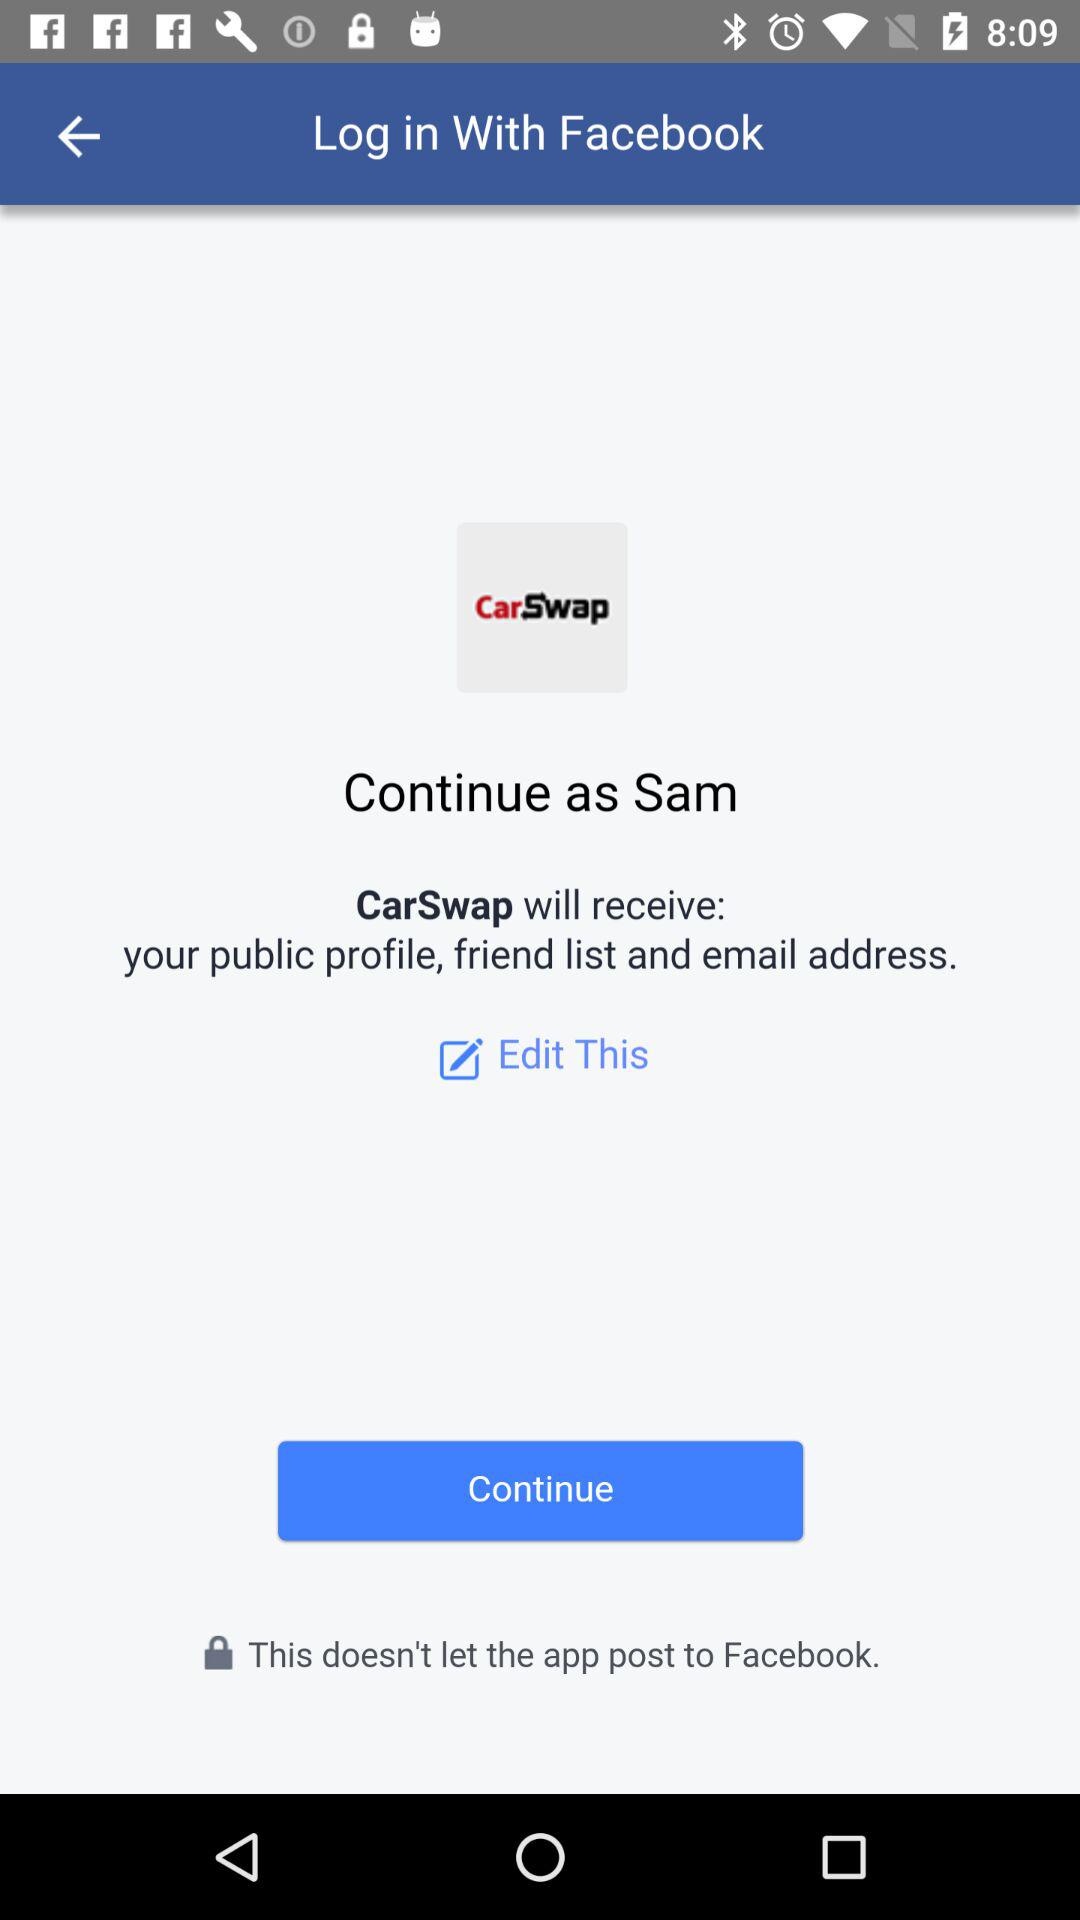 8:09
Log in With Facebook
CarSwap
Continue as Sam
CarSwap will receive:
your public profile, friend list and email address.
Edit This
Continue
This doesn't let the app post to Facebook.